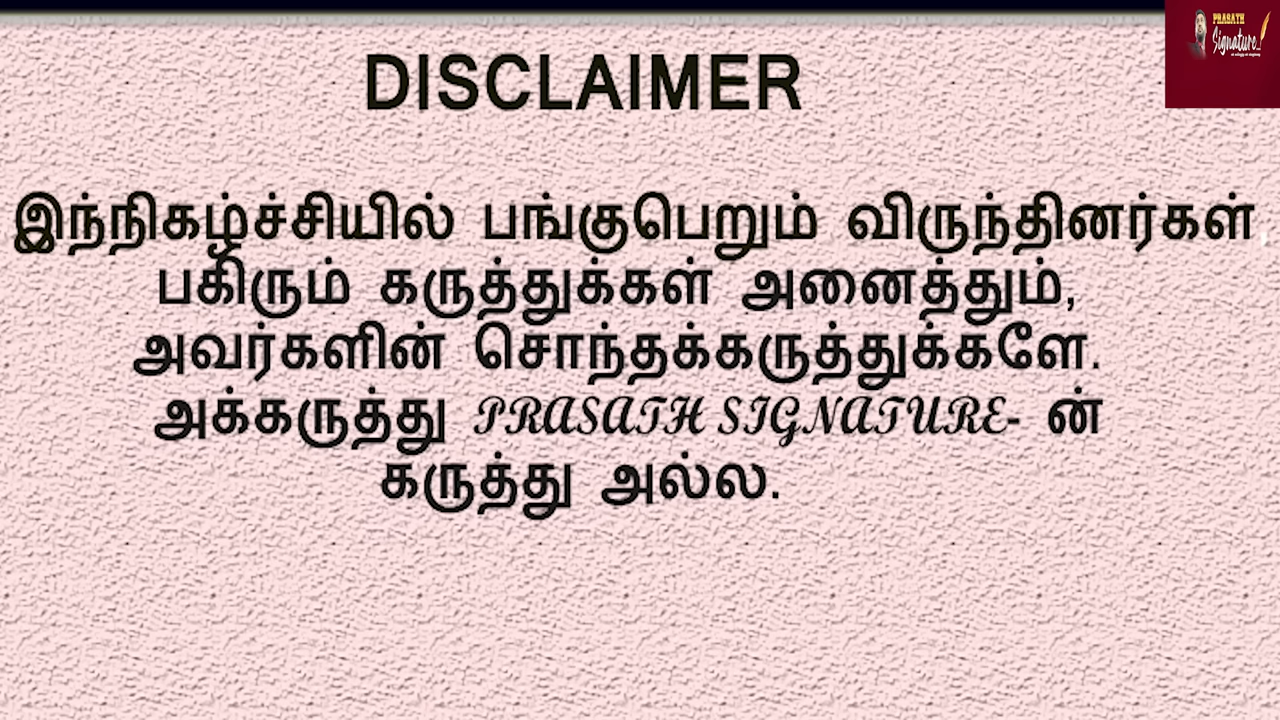 PRASATH
Signature..!
DISCLAIMER
இந்நிகழ்ச்சியில் பங்குபெறும் விருந்தினர்கள்,
பகிரும் கருத்துக்கள் அனைத்தும்,
அவர்களின் சொந்தக்கருத்துக்களே.
அக்கருத்து PRASATH SIGNATURE- ன்
கருத்து அல்ல.